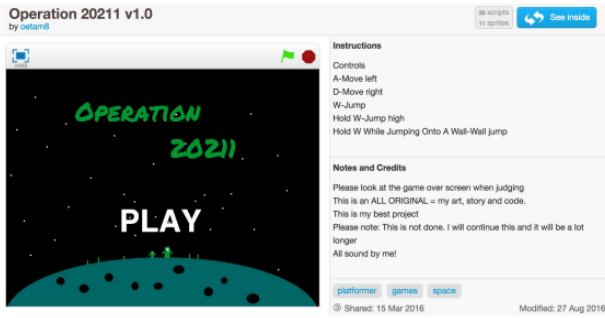 Operation 20211 v1.0
by oetam8
38 scripts
11 sprites
See inside
Instructions
Controls
A-Move left
D-Move right
W-Jump
Hold W-Jump high
Hold W While Jumping Onto A Wall-Wall jump
OPERATION
20211
PLAY
Notes and Credits
Please look at the game over screen when judging
This is an ALL ORIGINAL = my art, story and code.
This is my best project
Please note: This is not done. I will continue this and it will be a lot
longer
All sound by me!
platformer games space
Shared: 15 Mar 2016 Modified: 27 Aug 2016